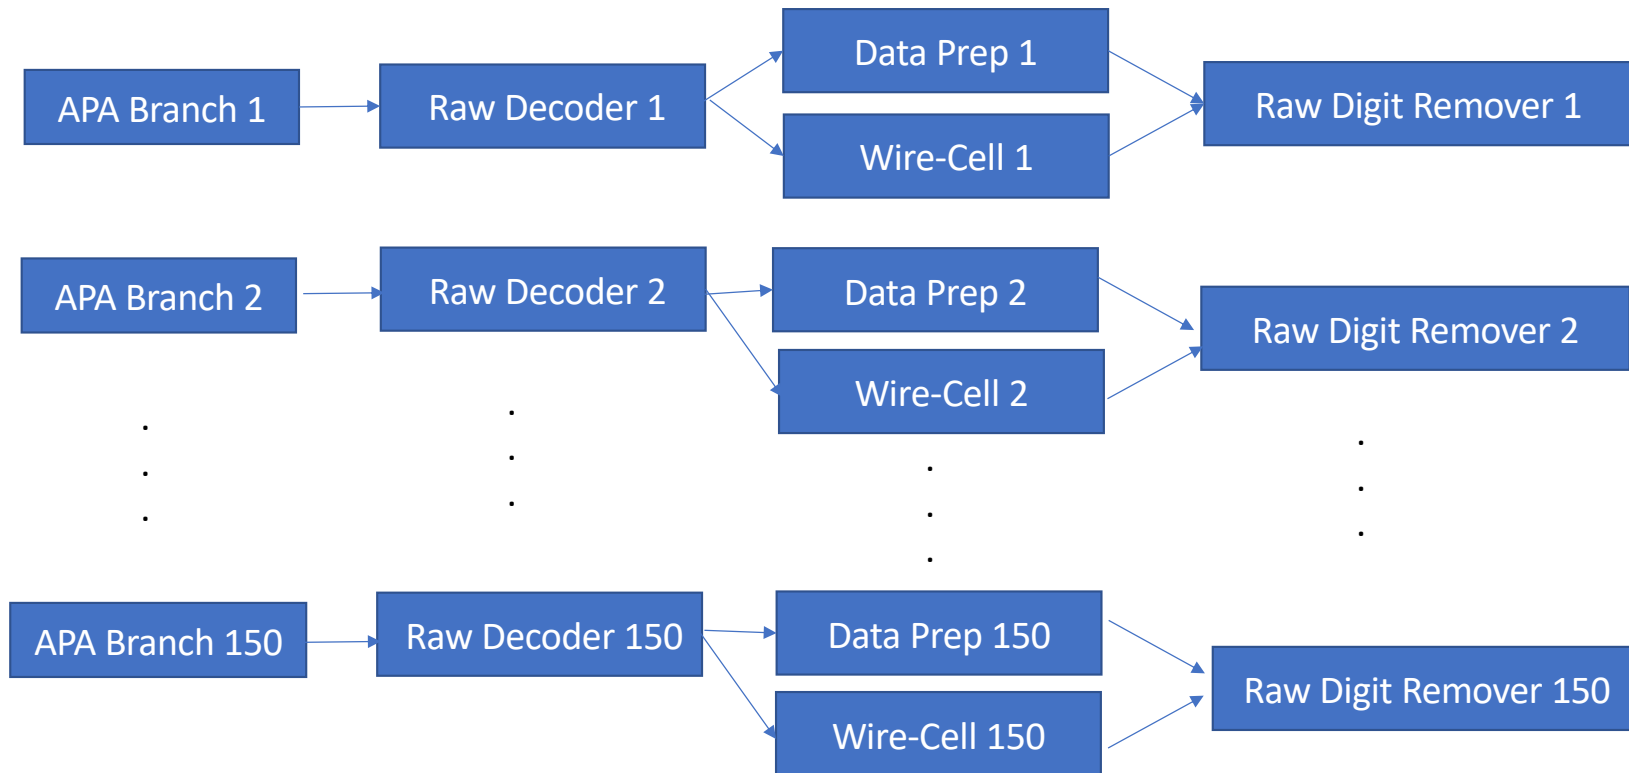 APA Branch 1
Raw Decoder 1
Data Prep 1
Wire-Cell 1
Raw Digit Remover 1
APA Branch 2
Raw Decoder 2
Data Prep 2
Wire-Cell 2
Raw Digit Remover 2
APA Branch 150
Raw Decoder 150
Data Prep 150
Wire-Cell 150
Raw Digit Remover 150